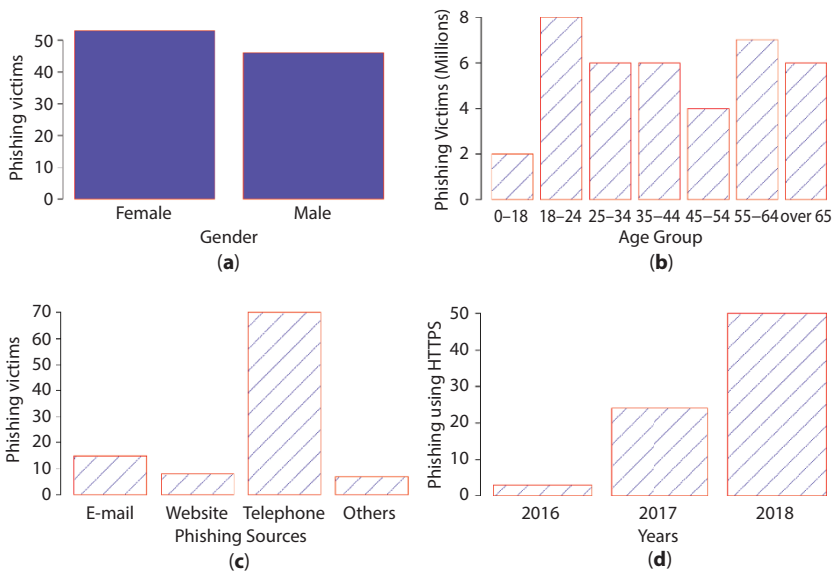 Phishing victims
50
40
30
20
10
0
Female Male
Gender
(a)
Phishing Victims (Millions)
8
6
4
2
0
0–18 18–24 25–34 35–44 45–54 55–64 over 65
Age Group
(b)
Phishing victims
70
60
50
40
30
20
10
0
E-mail Website Telephone Others
Phishing Sources
(c)
Phishing using HTTPS
50
40
30
20
10
0
2016 2017 2018
Years
(d)